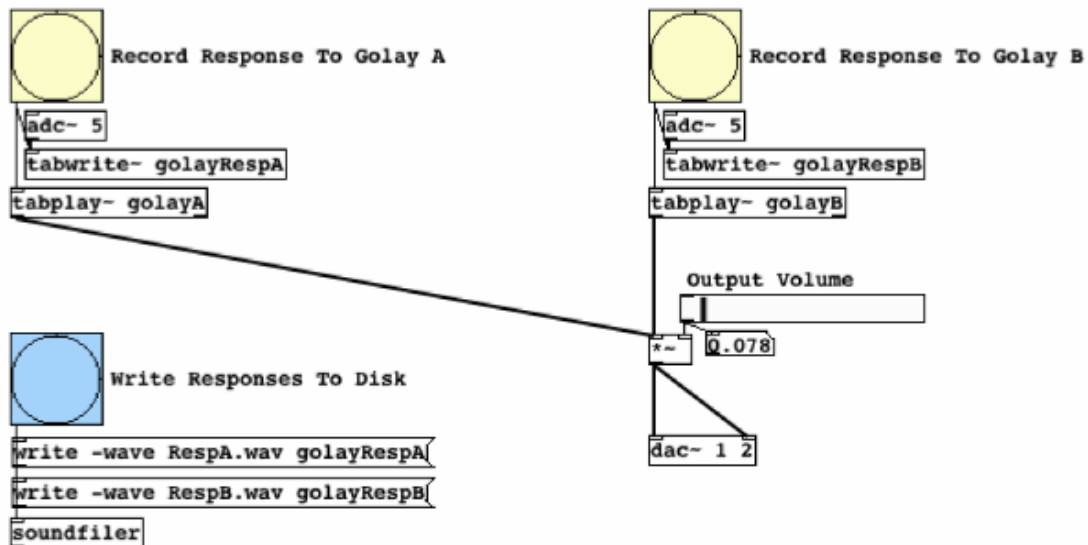 Record Response To Golay A
adc~ 5
tabwrite~ golayRespA
tabplay~ golayA
Record Response To Golay B
adc~ 5
tabwrite~ golayRespB
tabplay~ golayB
Output Volume
0.078
*~
dac~ 1 2
Write Responses To Disk
write -wave RespA.wav golayRespA
write -wave RespB.wav golayRespB
soundfiler